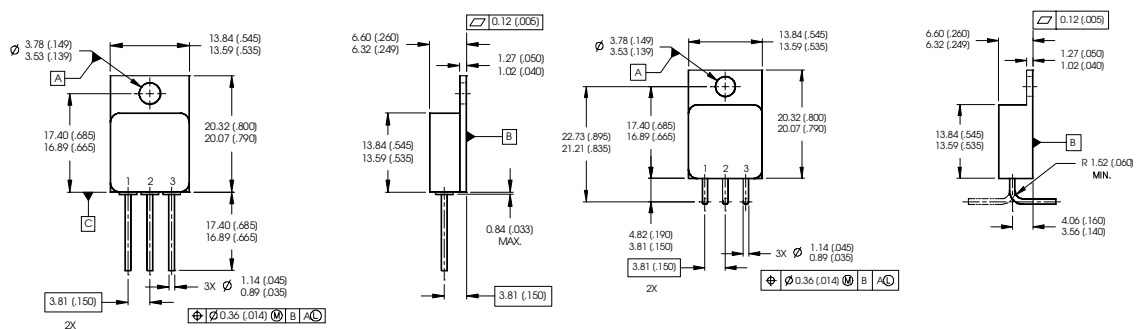 0.12 (.005)
6.60 (.260)
6.32 (.249)
13.84 (.545)
13.59 (.535)
Ø 3.78 (.149)
3.53 (.139)
1.27 (.050)
1.02 (.040)
A
17.40 (.685)
16.89 (.665)
20.32 (.800)
20.07 (.790)
13.84 (.545)
13.59 (.535)
B
1 2 3
C
17.40 (.685)
16.89 (.665)
0.84 (.033)
MAX.
3X Ø 1.14 (.045)
0.89 (.035)
3.81 (.150)
2X
⌖ Ø 0.36 (.014) Ⓜ B A Ⓛ
3.81 (.150)
Ø 3.78 (.149)
3.53 (.139)
13.84 (.545)
13.59 (.535)
A
22.73 (.895)
21.21 (.835)
17.40 (.685)
16.89 (.665)
20.32 (.800)
20.07 (.790)
1 2 3
4.82 (.190)
3.81 (.150)
3X Ø 1.14 (.045)
0.89 (.035)
3.81 (.150)
2X
⌖ Ø 0.36 (.014) Ⓜ B A Ⓛ
0.12 (.005)
6.60 (.260)
6.32 (.249)
1.27 (.050)
1.02 (.040)
13.84 (.545)
13.59 (.535)
B
R 1.52 (.060)
MIN.
4.06 (.160)
3.56 (.140)